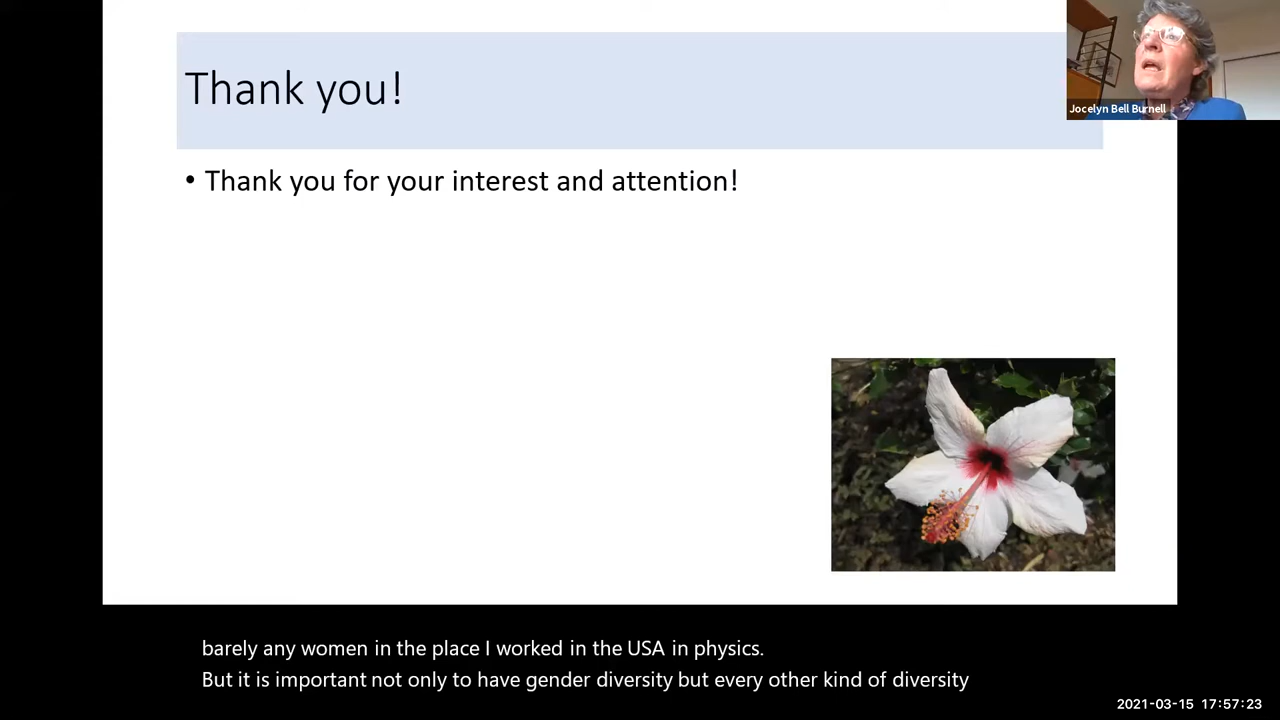 Thank you!
Jocelyn Bell Burnell
• Thank you for your interest and attention!
barely any women in the place I worked in the USA in physics.
But it is important not only to have gender diversity but every other kind of diversity
2021-03-15 17:57:23